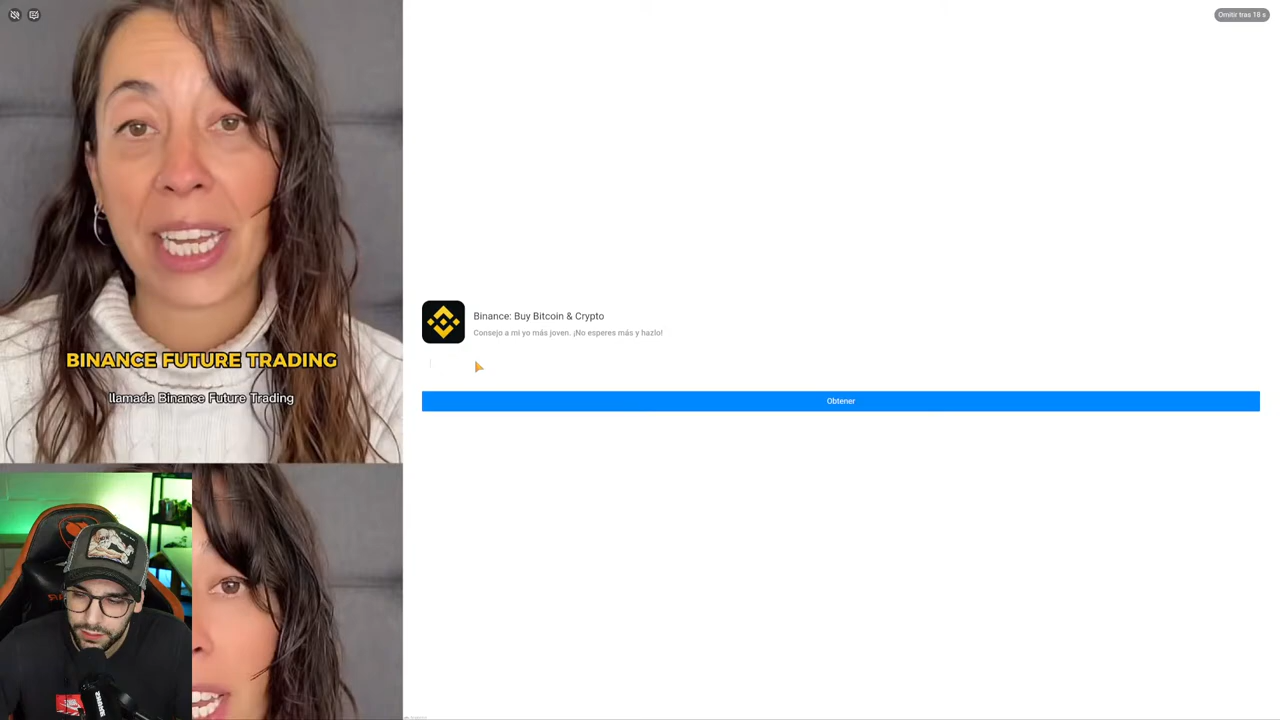 Omitir tras 18 s
BINANCE FUTURE TRADING
llamada Binance Future Trading
Binance: Buy Bitcoin & Crypto
Consejo a mi yo más joven. ¡No esperes más y hazlo!
Obtener